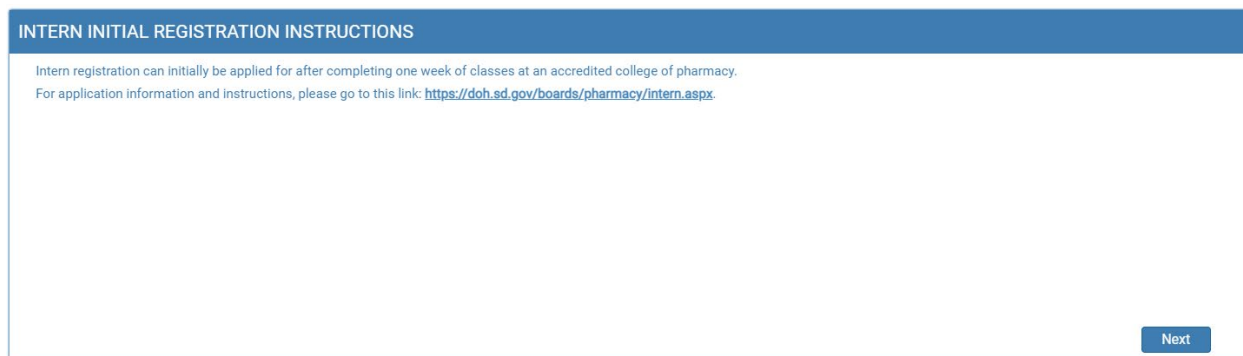 INTERN INITIAL REGISTRATION INSTRUCTIONS
Intern registration can initially be applied for after completing one week of classes at an accredited college of pharmacy.
For application information and instructions, please go to this link: https://doh.sd.gov/boards/pharmacy/intern.aspx.
Next